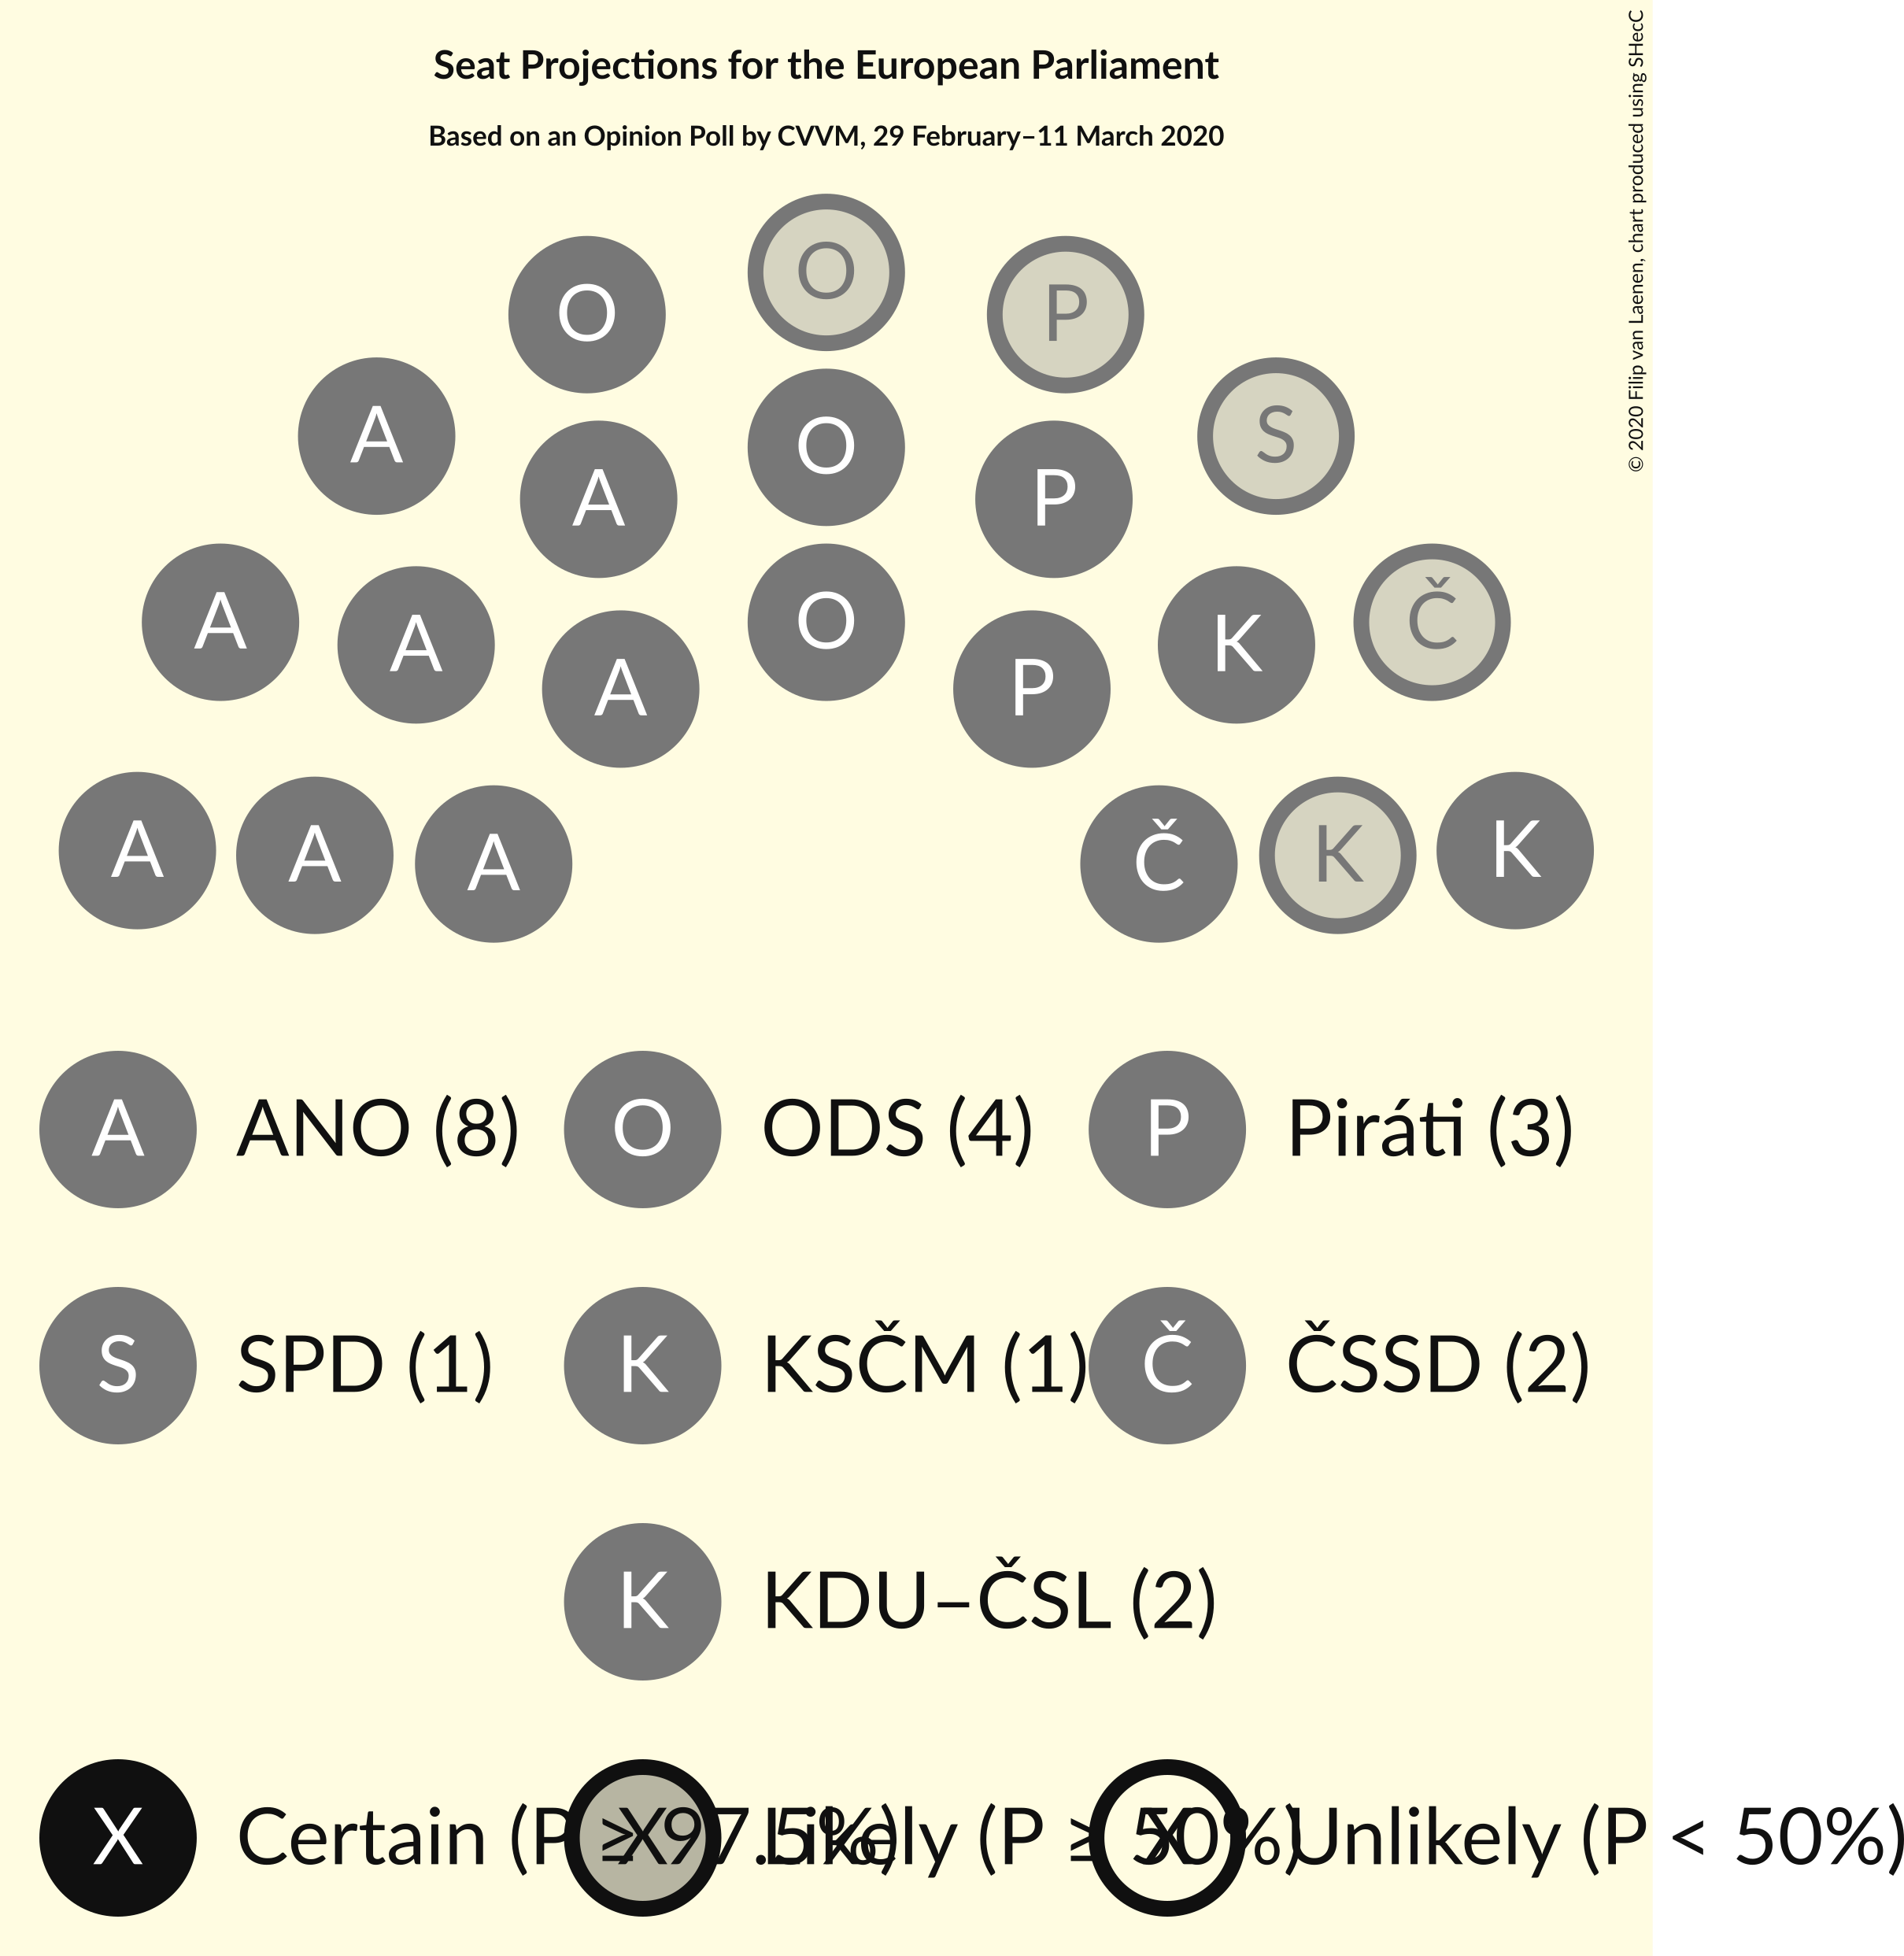 Seat Projections for the European Parliament
Based on an Opinion Poll by CVVM, 29 February–11 March 2020
© 2020 Filip van Laenen, chart produced using SHecC
O
O P
A S
O
A P
A Č
A K
O
A P
A A A Č K K
A ANO (8) O ODS (4) P Piráti (3)
S SPD (1) K KSČM (1) Č ČSSD (2)
K KDU–ČSL (2)
X Certain (P ≥ 97.5%) X Likely (P ≥ 50%) X Unlikely (P < 50%)